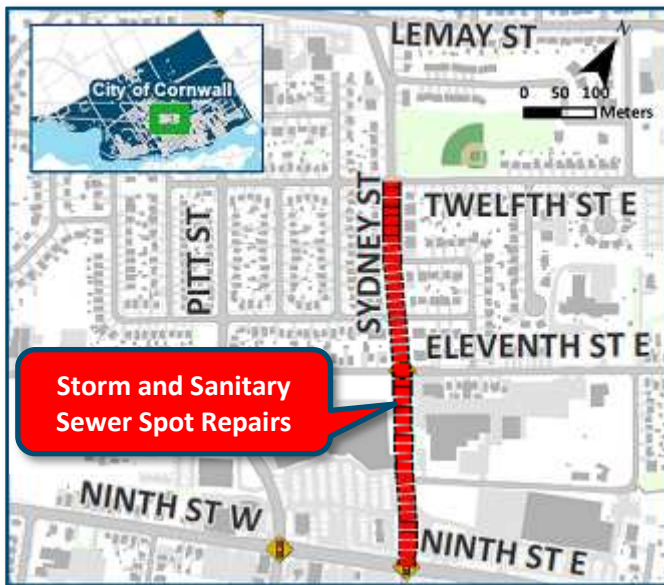 LEMAY ST
N
City of Cornwall
0 50 100
Meters
TWELFTH ST E
PITT ST
SYDNEY ST
ELEVENTH ST E
Storm and Sanitary
Sewer Spot Repairs
NINTH ST W
NINTH ST E